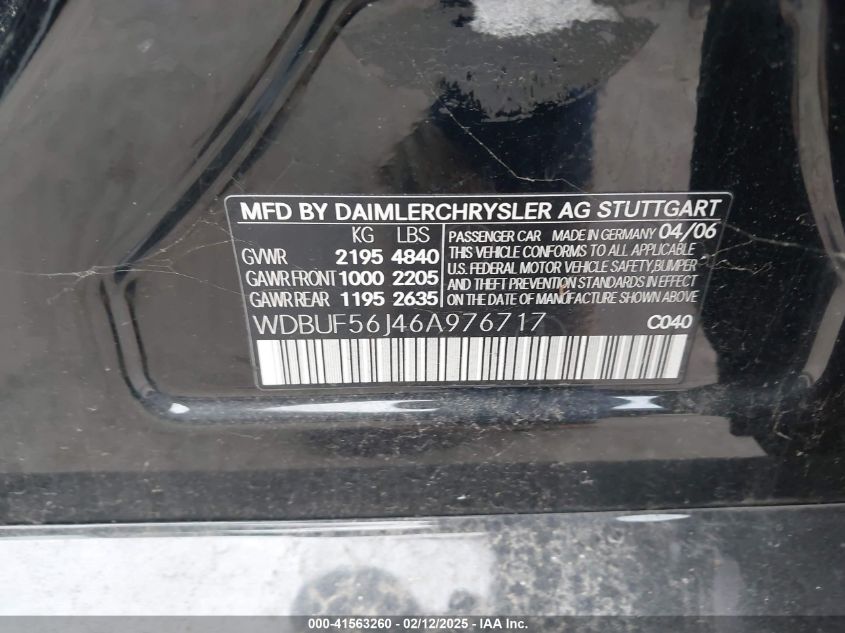 MFD BY DAIMLERCHRYSLER AG STUTTGART
KG LBS
GVWR 2195 4840
GAWR FRONT 1000 2205
GAWR REAR 1195 2635
PASSENGER CAR MADE IN GERMANY 04/06
THIS VEHICLE CONFORMS TO ALL APPLICABLE
U.S. FEDERAL MOTOR VEHICLE SAFETY,BUMPER
AND THEFT PREVENTION STANDARDS IN EFFECT
ON THE DATE OF MANUFACTURE SHOWN ABOVE
WDBUF56J46A976717 C040
000-41563260 - 02/12/2025 - IAA Holdings, LLC.